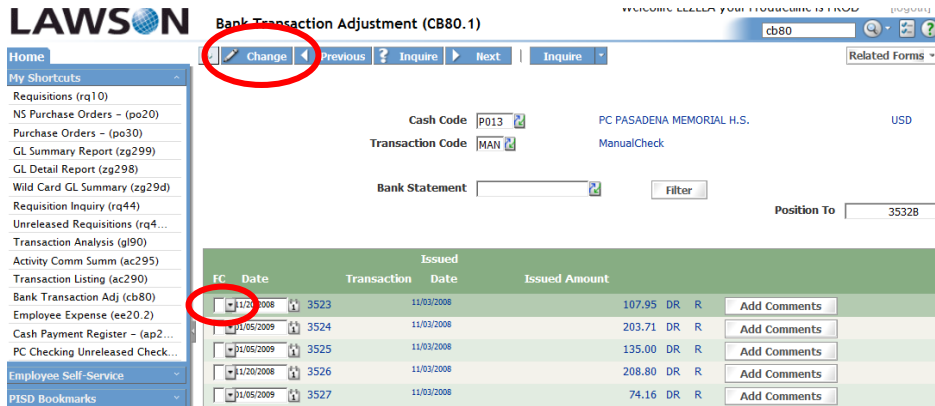 LAWSON
Bank Transaction Adjustment (CB80.1)
cb80
Home
Change Previous ? Inquire Next | Inquire
Related Forms
My Shortcuts
Requisitions (rq10)
NS Purchase Orders – (po20)
Purchase Orders – (po30)
GL Summary Report (zg299)
GL Detail Report (zg298)
Wild Card GL Summary (zg29d)
Requisition Inquiry (rq44)
Unreleased Requisitions (rq4...
Transaction Analysis (gl90)
Activity Comm Summ (ac295)
Transaction Listing (ac290)
Bank Transaction Adj (cb80)
Employee Expense (ee20.2)
Cash Payment Register – (ap2...
PC Checking Unreleased Check...
Employee Self-Service
PISD Bookmarks
Cash Code P013 PC PASADENA MEMORIAL H.S. USD
Transaction Code MAN ManualCheck
Bank Statement Filter
Position To 3532B
Issued
FC Date Transaction Date Issued Amount
11/20/2008 3523 11/03/2008 107.95 DR R Add Comments
01/05/2009 3524 11/03/2008 203.71 DR R Add Comments
01/05/2009 3525 11/03/2008 135.00 DR R Add Comments
11/20/2008 3526 11/03/2008 208.80 DR R Add Comments
01/05/2009 3527 11/03/2008 74.16 DR R Add Comments